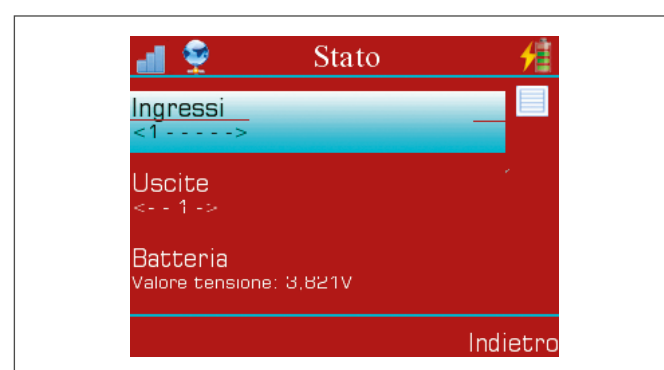 Stato
Ingressi
<1 - - - - ->
Uscite
<- - 1 ->
Batteria
Valore tensione: 3,821V
Indietro